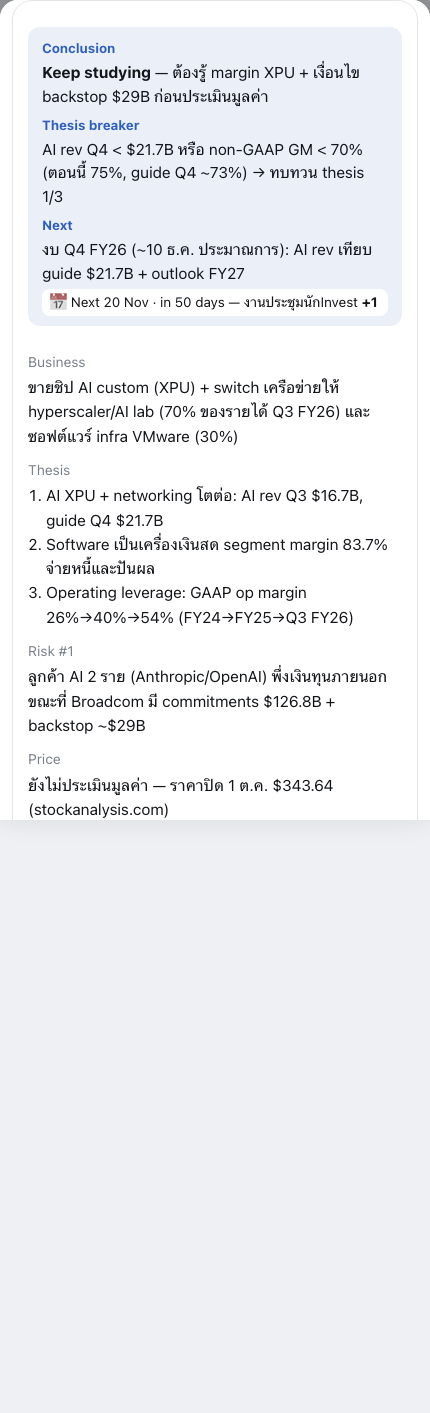 Conclusion
Keep studying — ต้องรู้ margin XPU + เงื่อนไข
backstop $29B ก่อนประเมินมูลค่า
Thesis breaker
AI rev Q4 < $21.7B หรือ non-GAAP GM < 70%
(ตอนนี้ 75%, guide Q4 ~73%) → ทบทวน thesis
1/3
Next
งบ Q4 FY26 (~10 ธ.ค. ประมาณการ): AI rev เทียบ
guide $21.7B + outlook FY27
📅 Next 20 Nov · in 50 days — งานประชุมนักInvest +1
Business
ขายชิป AI custom (XPU) + switch เครือข่ายให้
hyperscaler/AI lab (70% ของรายได้ Q3 FY26) และ
ซอฟต์แวร์ infra VMware (30%)
Thesis
1. AI XPU + networking โตต่อ: AI rev Q3 $16.7B,
guide Q4 $21.7B
2. Software เป็นเครื่องเงินสด segment margin 83.7%
จ่ายหนี้และปันผล
3. Operating leverage: GAAP op margin
26%→40%→54% (FY24→FY25→Q3 FY26)
Risk #1
ลูกค้า AI 2 ราย (Anthropic/OpenAI) พึ่งเงินทุนภายนอก
ขณะที่ Broadcom มี commitments $126.8B +
backstop ~$29B
Price
ยังไม่ประเมินมูลค่า — ราคาปิด 1 ต.ค. $343.64
(stockanalysis.com)